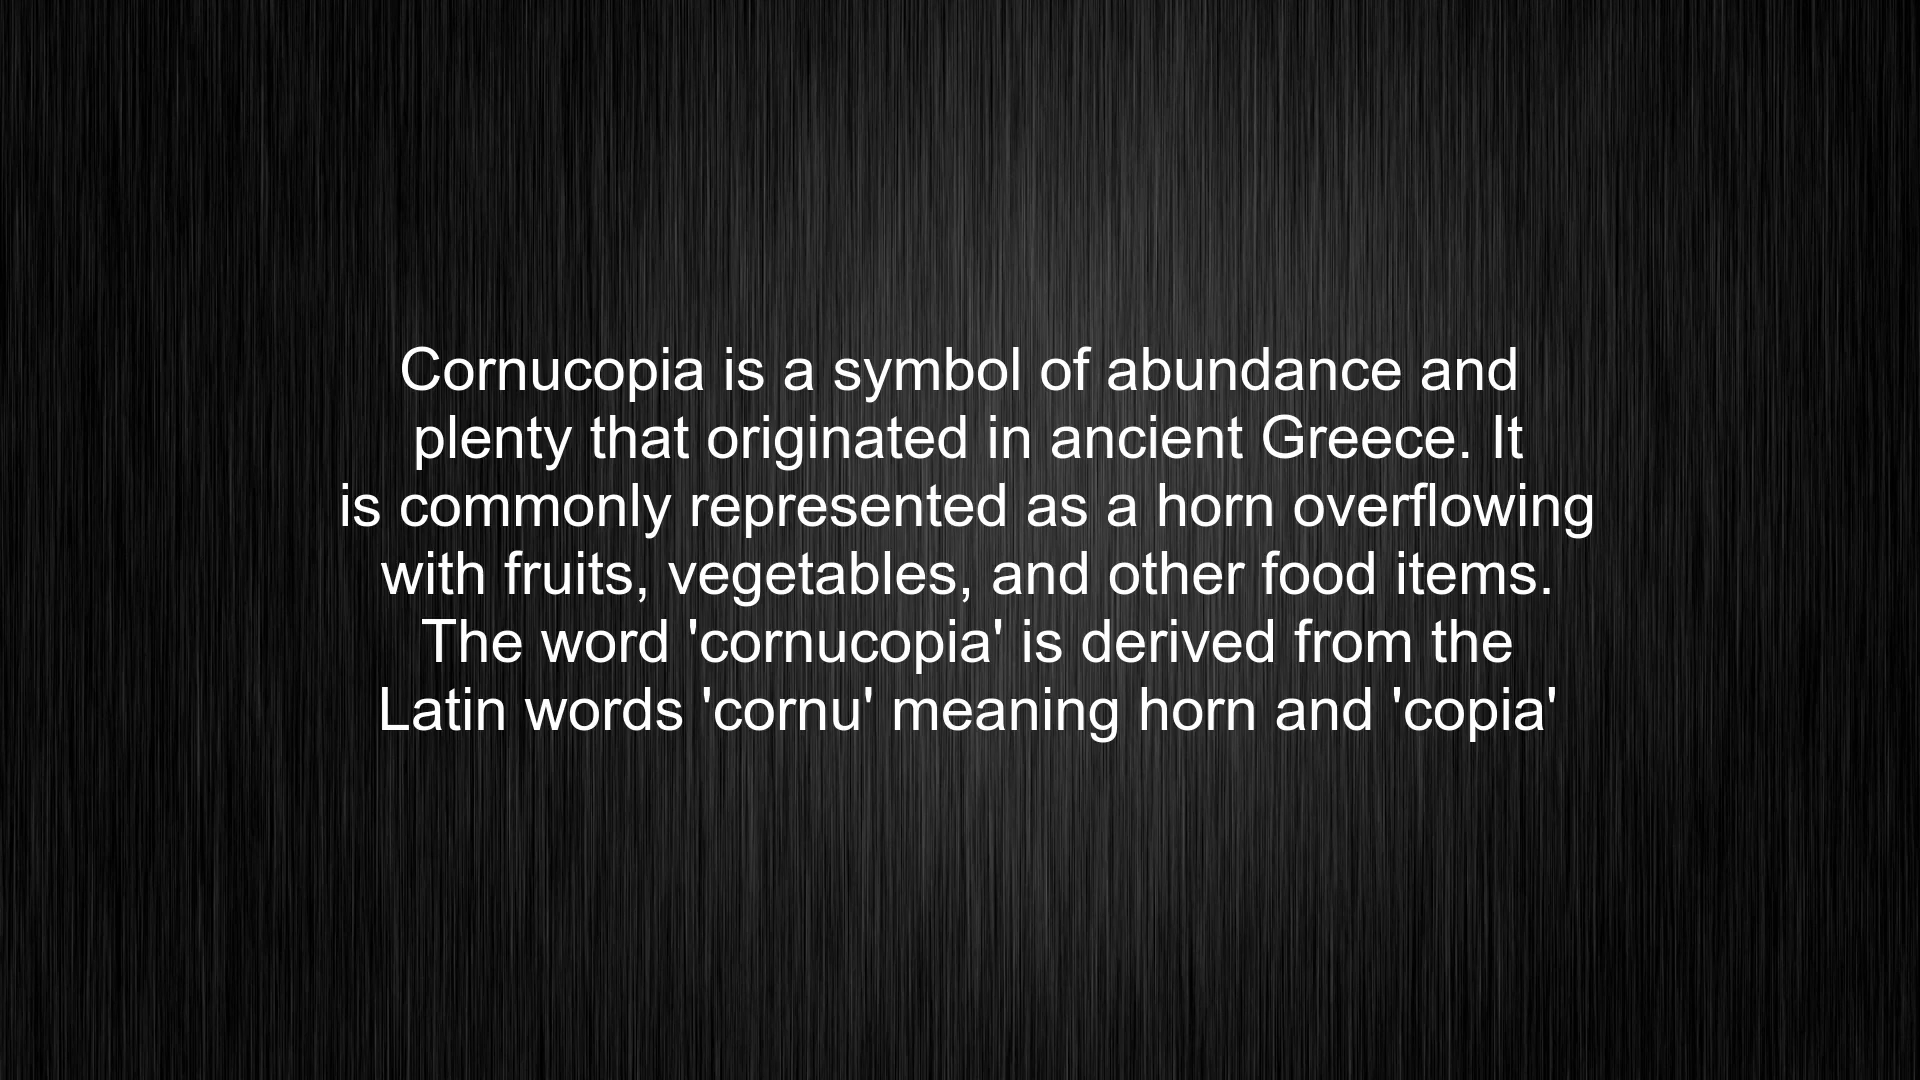 Cornucopia is a symbol of abundance and
plenty that originated in ancient Greece. It
is commonly represented as a horn overflowing
with fruits, vegetables, and other food items.
The word 'cornucopia' is derived from the
Latin words 'cornu' meaning horn and 'copia'